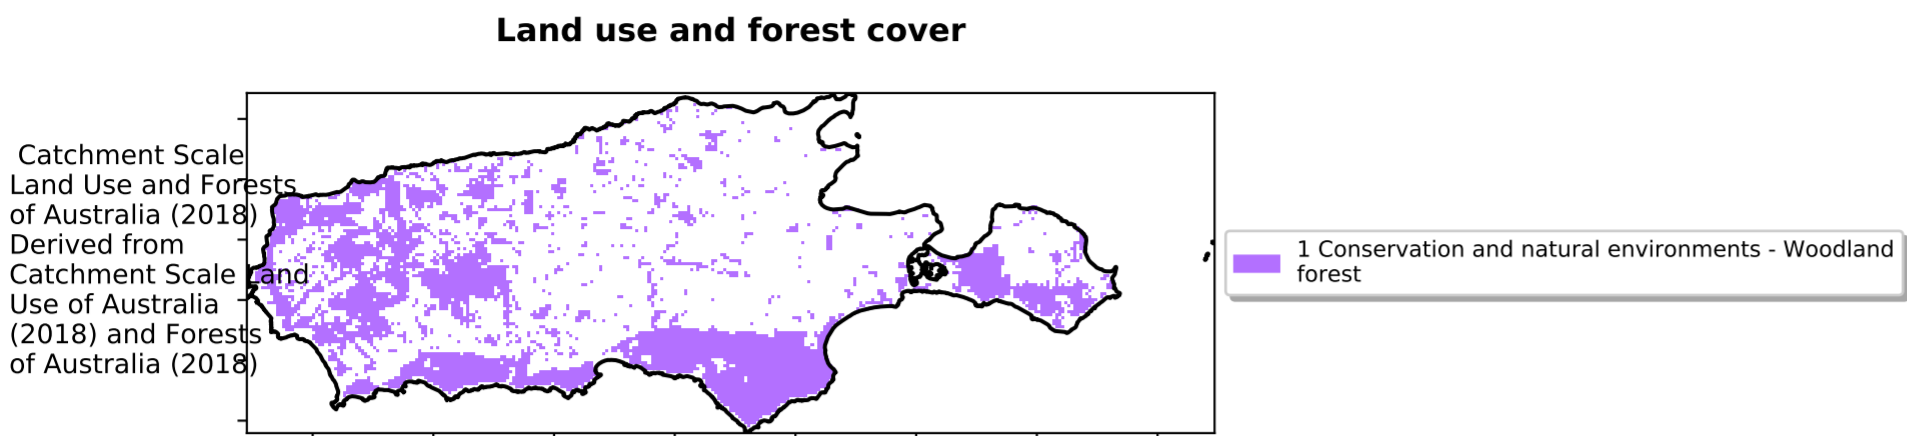 Land use and forest cover
Catchment Scale
Land Use and Forests
of Australia (2018)
Derived from
Catchment Scale Land
Use of Australia
(2018) and Forests
of Australia (2018)
1 Conservation and natural environments - Woodland
forest